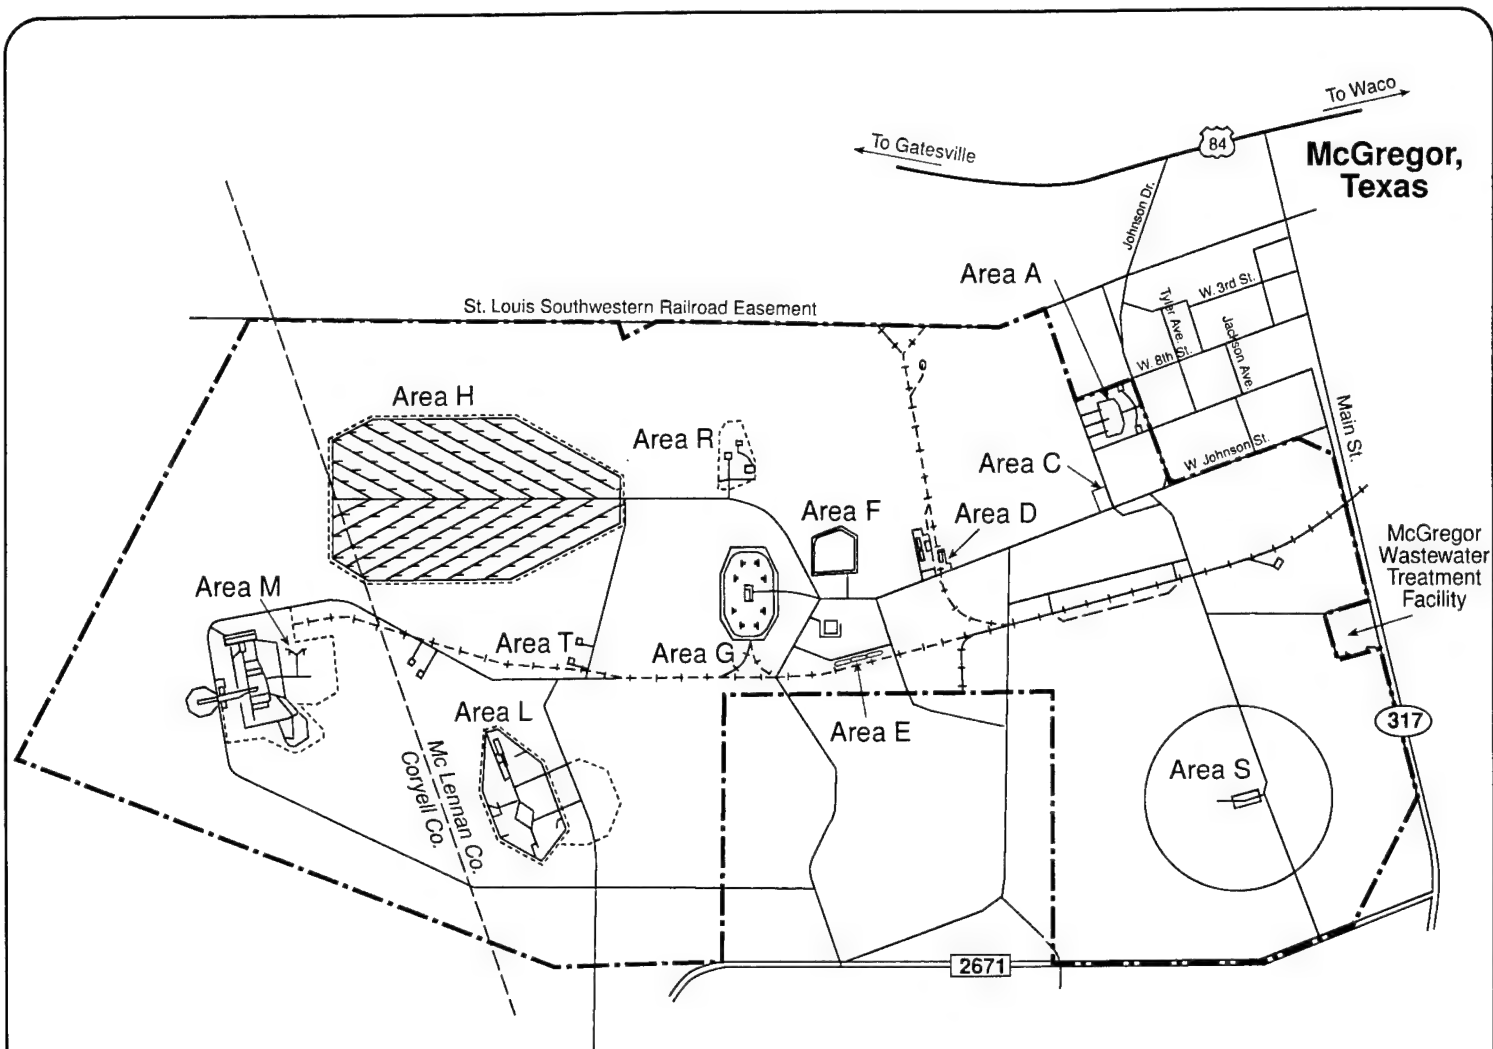 To Waco
84
McGregor,
Texas
To Gatesville
Johnson Dr.
Area A
W. 3rd St.
Tyler Ave.
Jackson Ave.
W. 8th St.
St. Louis Southwestern Railroad Easement
Area H
Main St.
Area R
W. Johnson St.
Area C
Area F
Area D
McGregor
Wastewater
Treatment
Facility
Area M
Area T
Area G
Area L
Area E
317
Mc Lennan Co.
Coryell Co.
Area S
2671